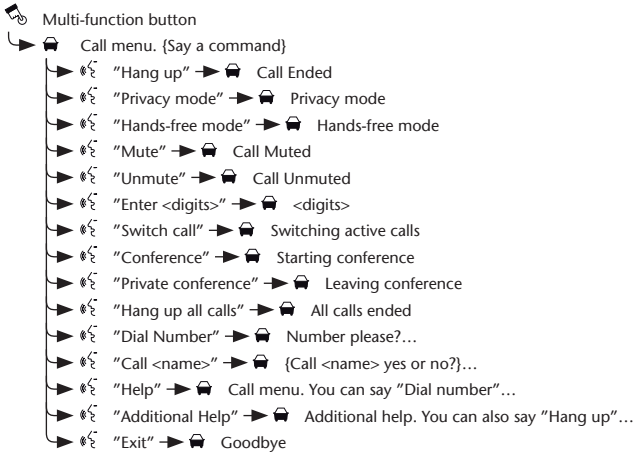 Multi-function button
Call menu. {Say a command}
"Hang up" Call Ended
"Privacy mode" Privacy mode
"Hands-free mode" Hands-free mode
"Mute" Call Muted
"Unmute" Call Unmuted
"Enter <digits>" <digits>
"Switch call" Switching active calls
"Conference" Starting conference
"Private conference" Leaving conference
"Hang up all calls" All calls ended
"Dial Number" Number please?…
"Call <name>" {Call <name> yes or no?}…
"Help" Call menu. You can say "Dial number"…
"Additional Help" Additional help. You can also say "Hang up"…
"Exit" Goodbye